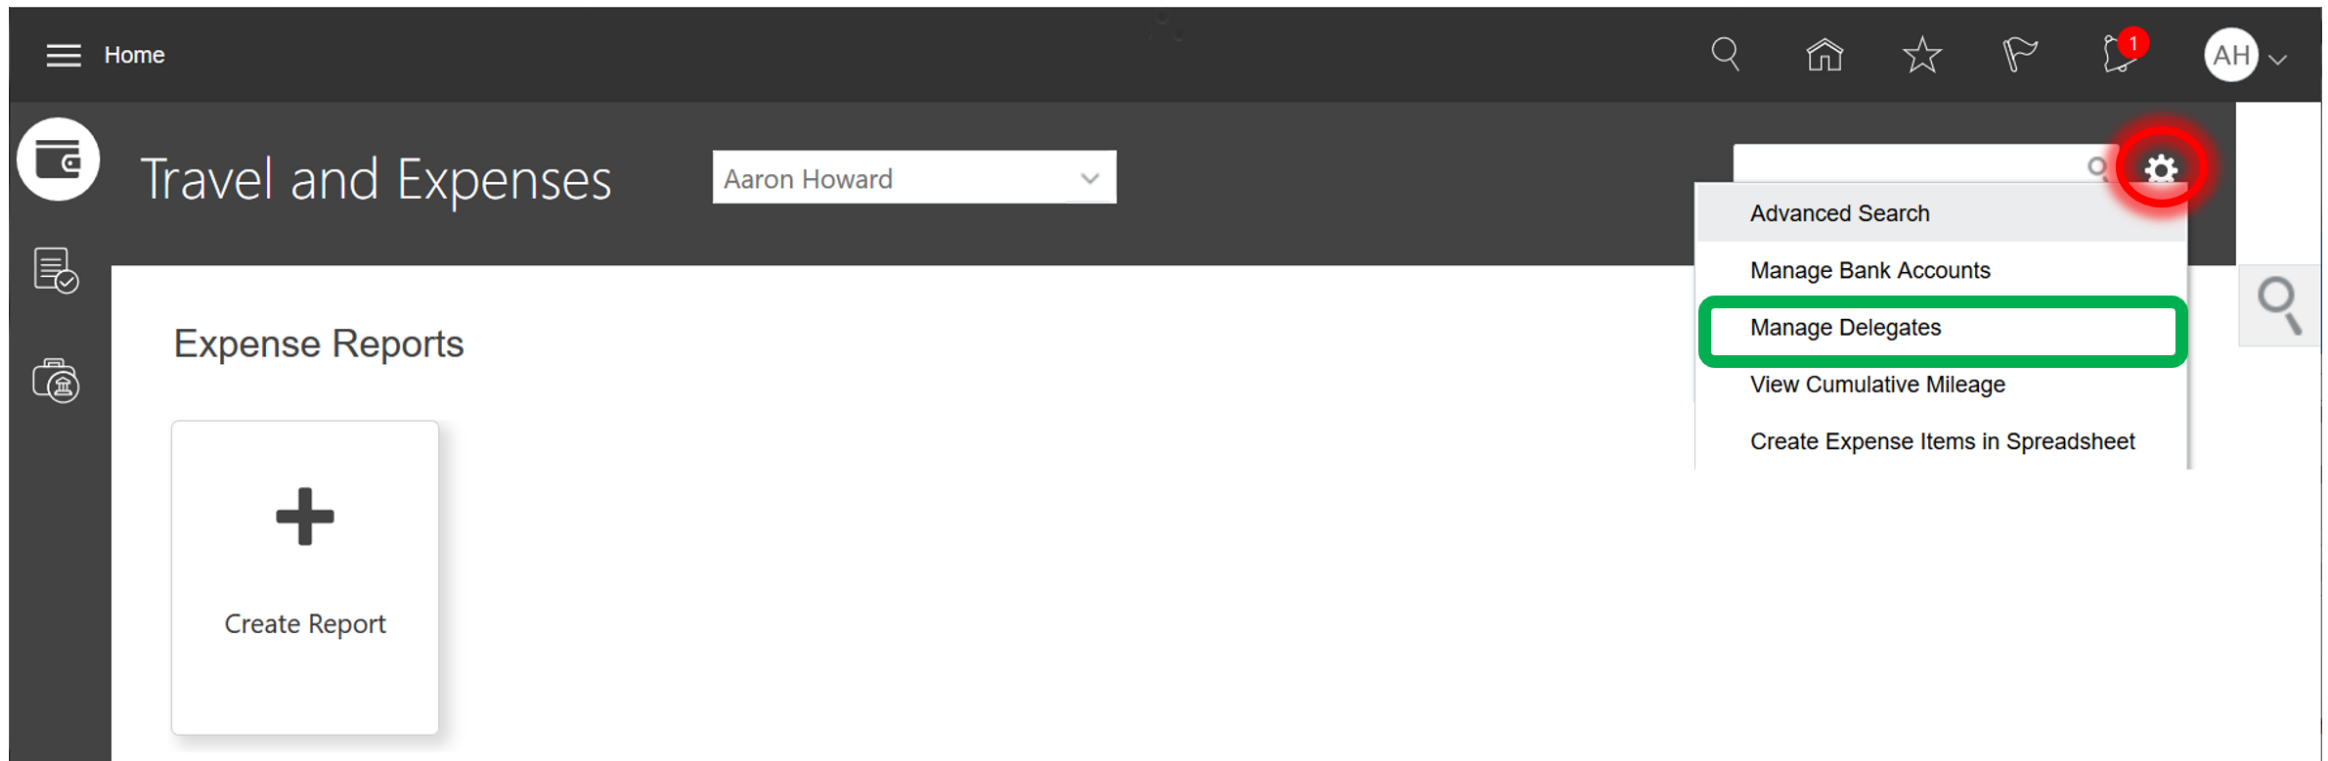 Home
1
AH
Travel and Expenses
Aaron Howard
Advanced Search
Manage Bank Accounts
Manage Delegates
View Cumulative Mileage
Create Expense Items in Spreadsheet
Expense Reports
Create Report